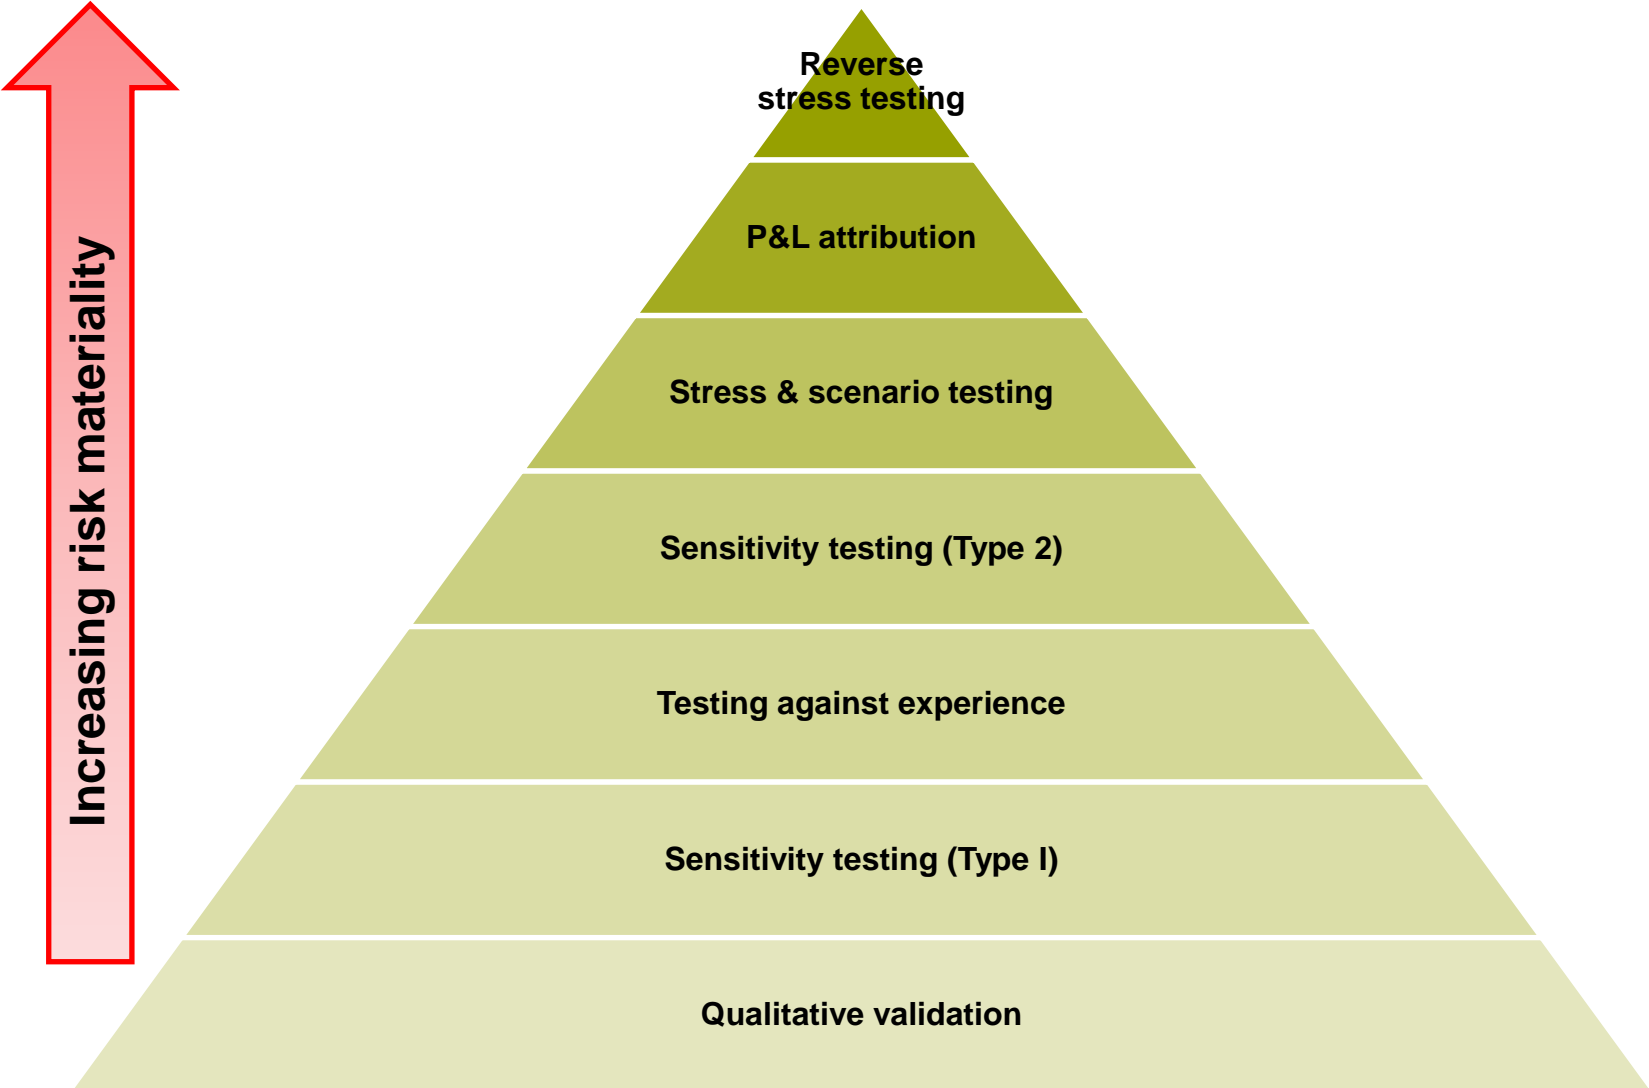 Increasing risk materiality
Reverse
stress testing
P&L attribution
Stress & scenario testing
Sensitivity testing (Type 2)
Testing against experience
Sensitivity testing (Type I)
Qualitative validation